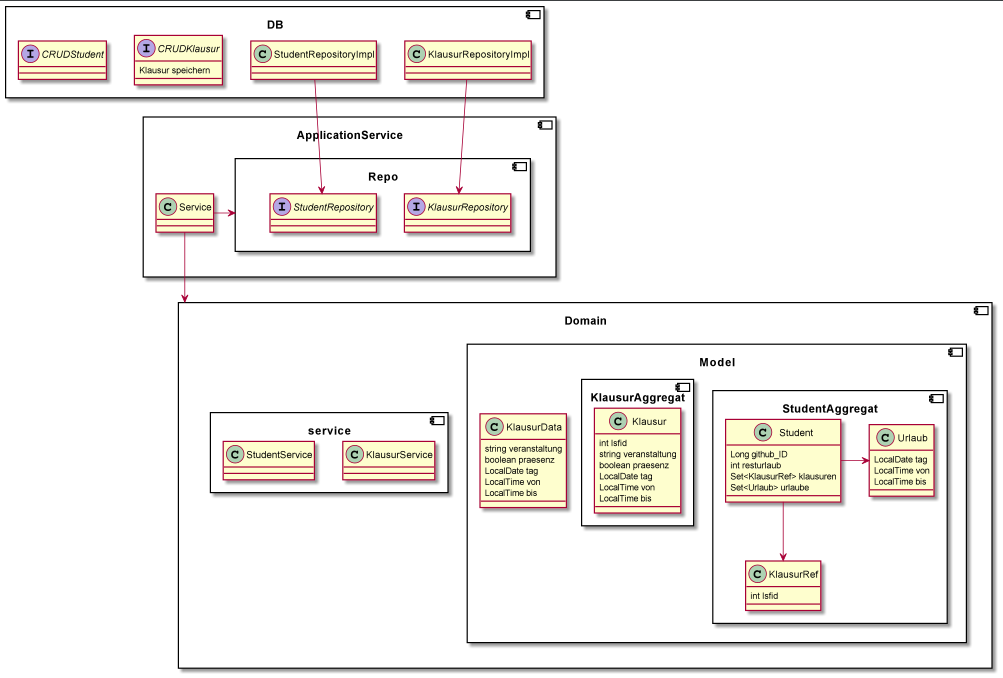 DB
I CRUDStudent
I CRUDKlausur
Klausur speichern
C StudentRepositoryImpl
C KlausurRepositoryImpl
ApplicationService
Repo
C Service
I StudentRepository
I KlausurRepository
Domain
Model
service
C StudentService
C KlausurService
C KlausurData
string veranstaltung
boolean praesenz
LocalDate tag
LocalTime von
LocalTime bis
KlausurAggregat
C Klausur
int lsfid
string veranstaltung
boolean praesenz
LocalDate tag
LocalTime von
LocalTime bis
StudentAggregat
C Student
Long github_ID
int resturlaub
Set<KlausurRef> klausuren
Set<Urlaub> urlaube
C Urlaub
LocalDate tag
LocalTime von
LocalTime bis
C KlausurRef
int lsfid